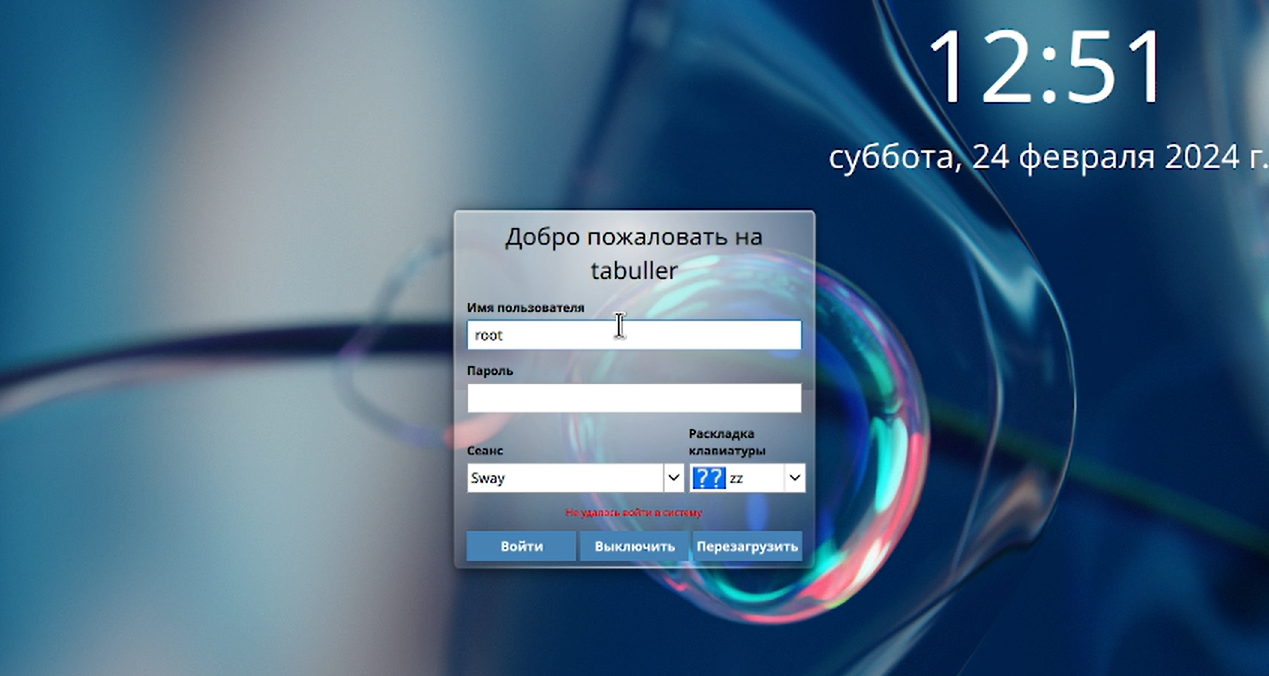 12:51
суббота, 24 февраля 2024 г.
Добро пожаловать на
tabuller
Имя пользователя
root
Пароль
Раскладка
клавиатуры
Сеанс
Sway
?? zz
Не удалось войти в систему
Войти
Выключить
Перезагрузить